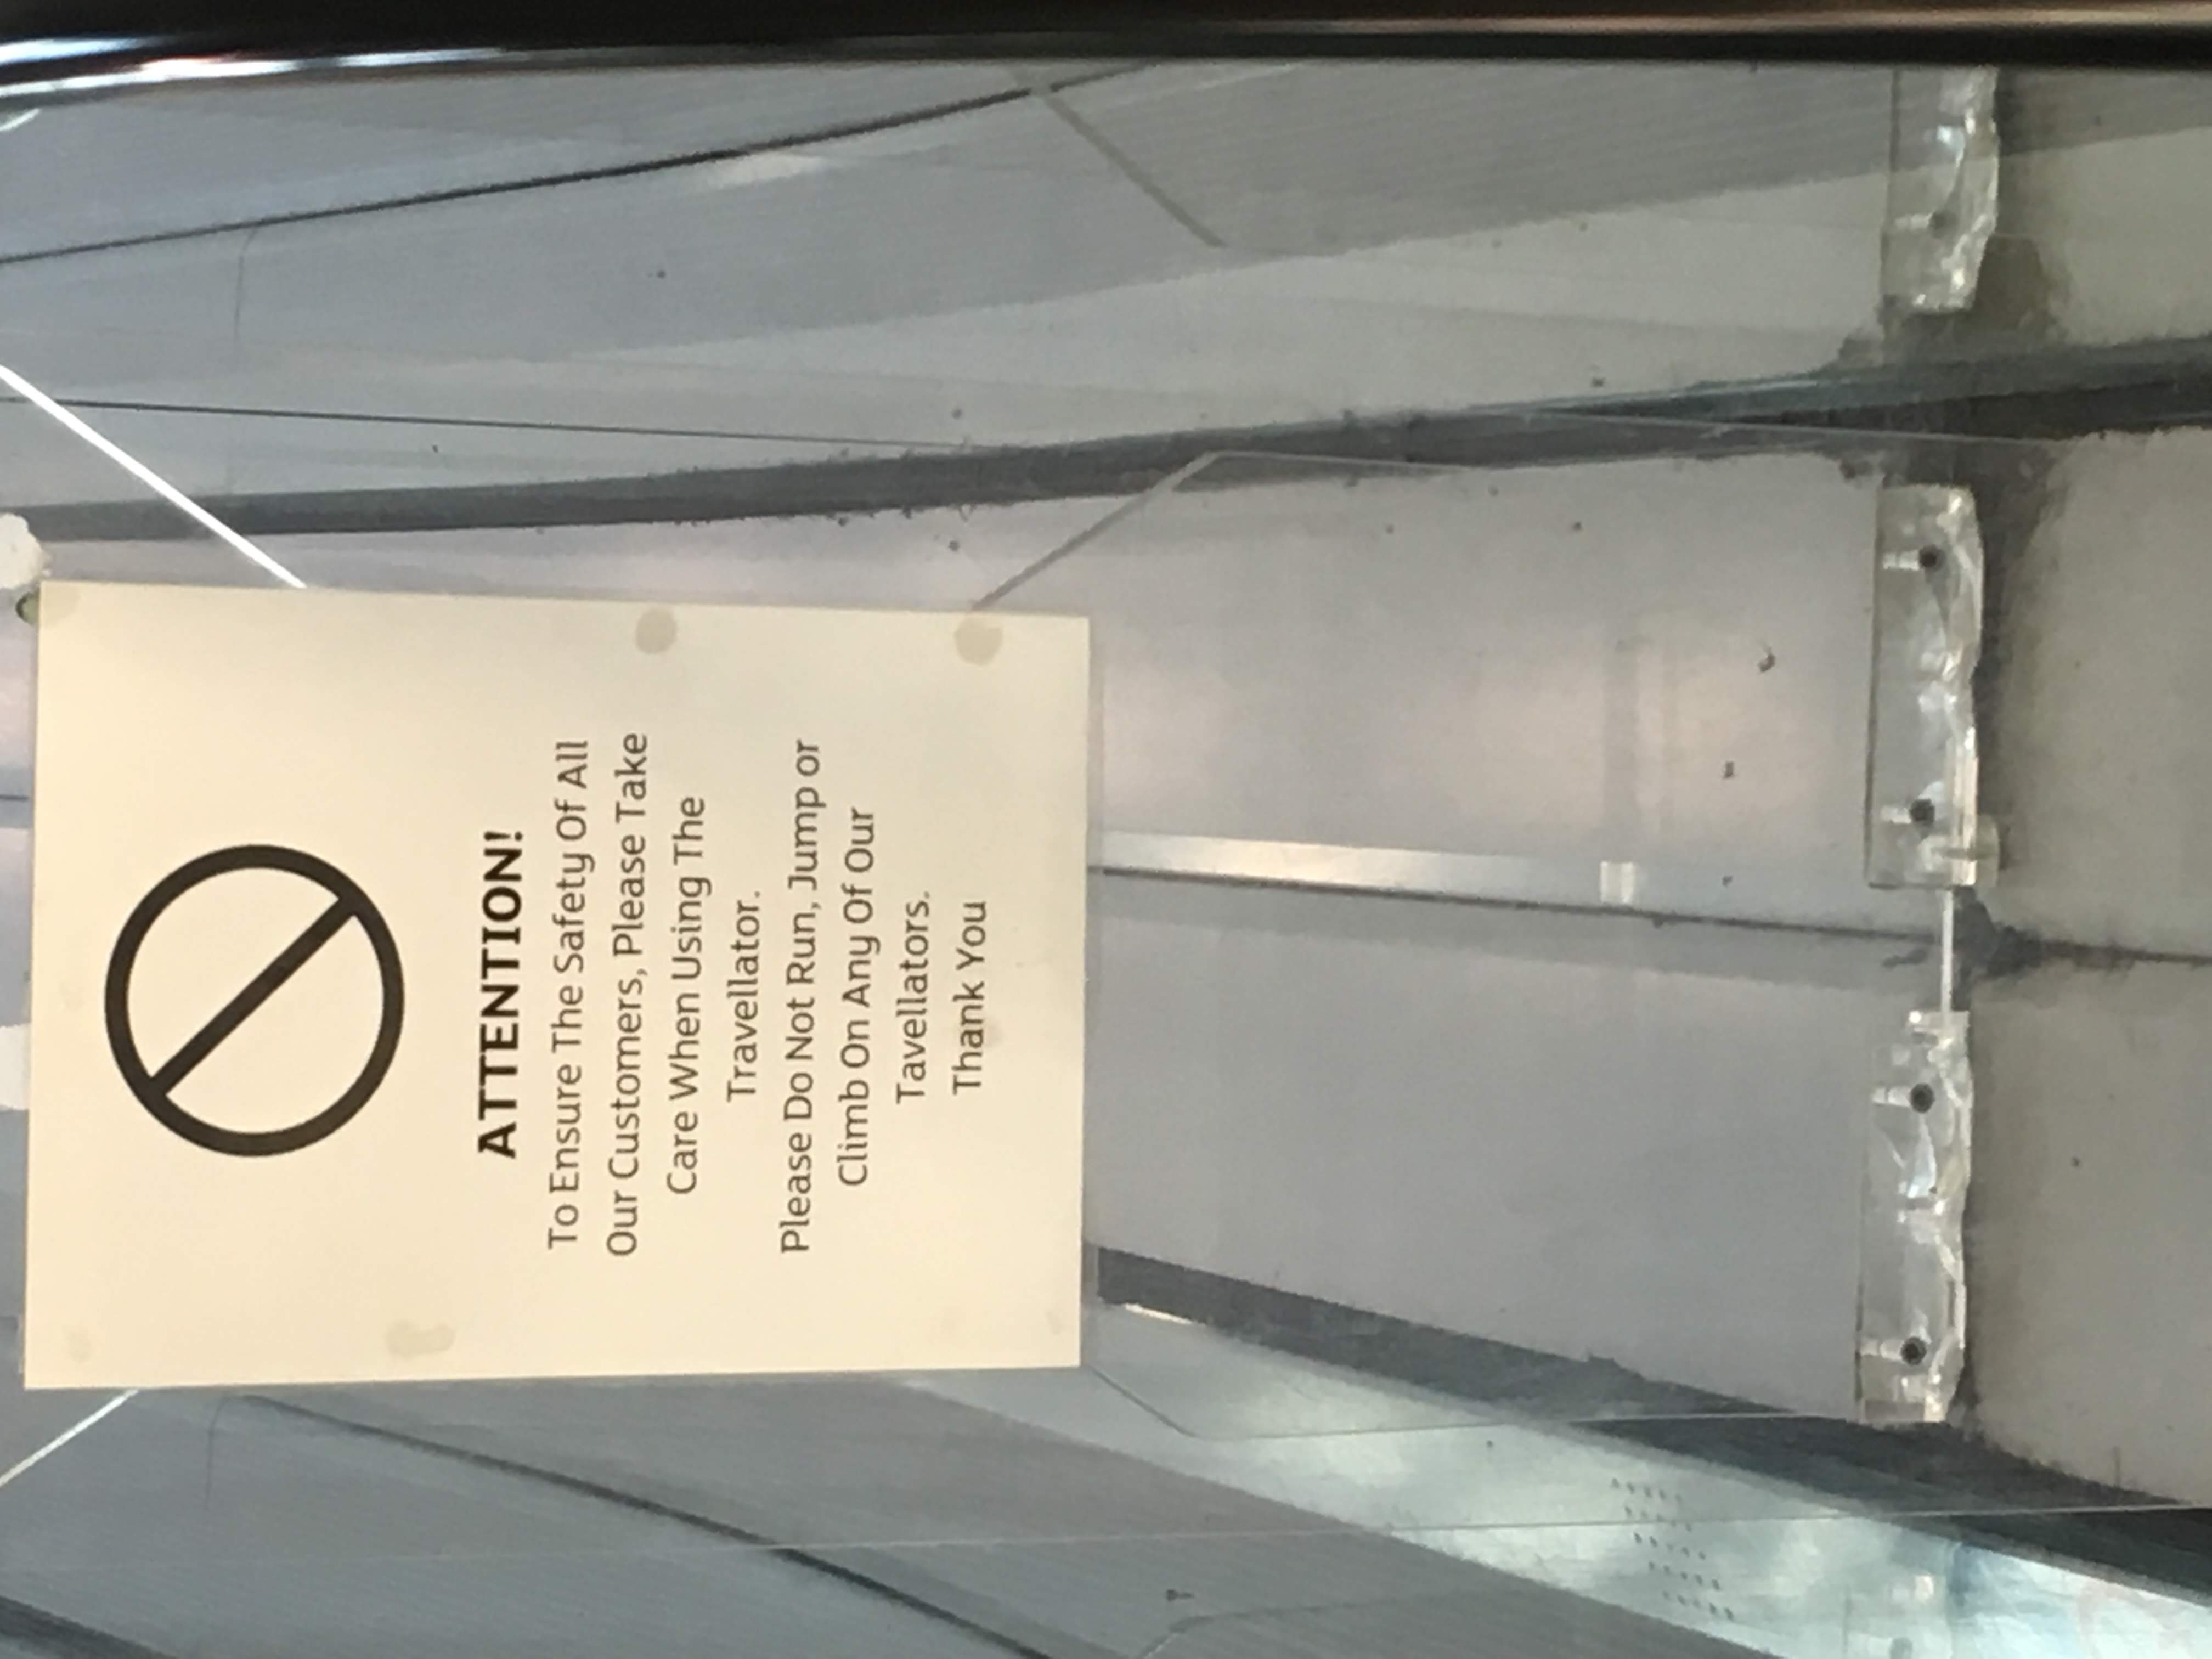 ATTENTION!
To Ensure The Safety Of All
Our Customers, Please Take
Care When Using The
Travellator.
Please Do Not Run, Jump or
Climb On Any Of Our
Tavellators.
Thank You